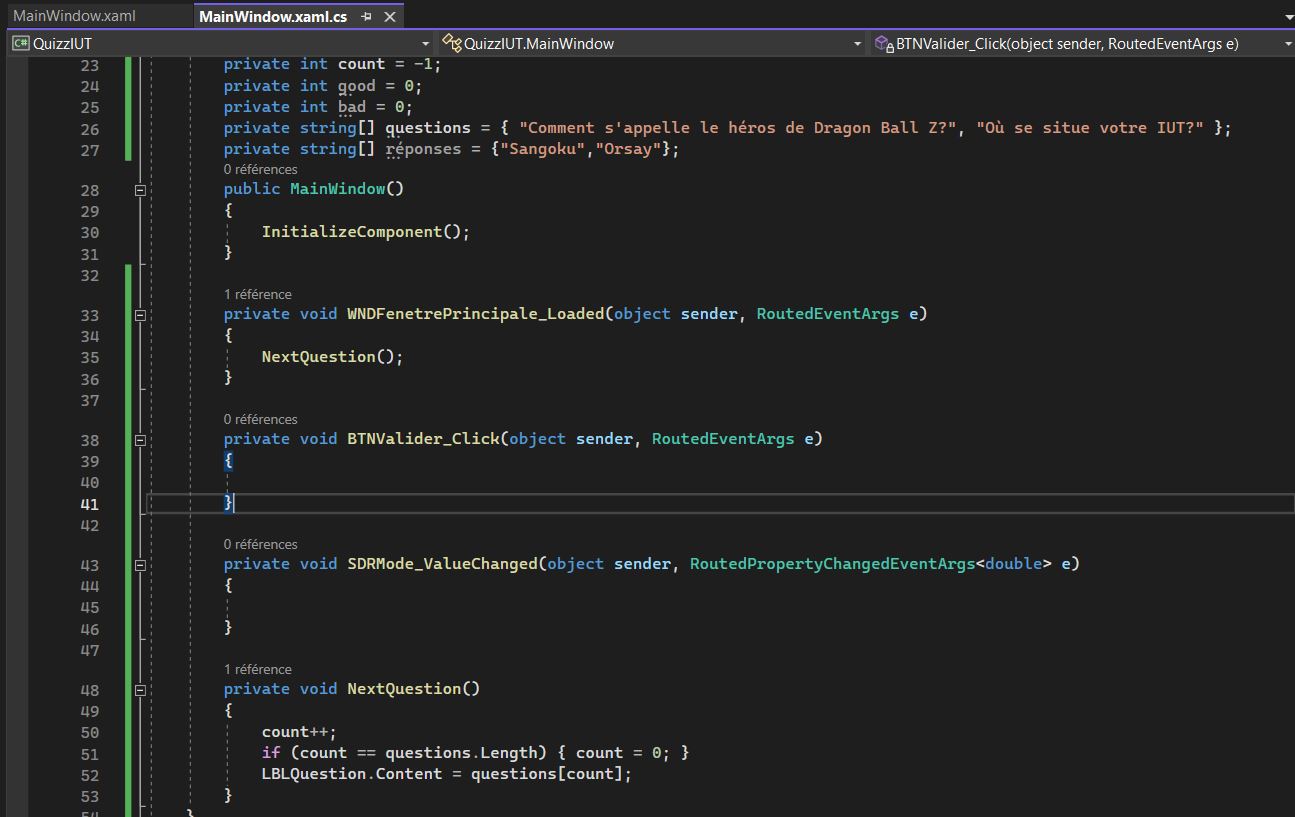 MainWindow.xaml MainWindow.xaml.cs
C# QuizzIUT QuizzIUT.MainWindow BTNValider_Click(object sender, RoutedEventArgs e)
23 private int count = -1;
24 private int good = 0;
25 private int bad = 0;
26 private string[] questions = { "Comment s'appelle le héros de Dragon Ball Z?", "Où se situe votre IUT?" };
27 private string[] réponses = {"Sangoku","Orsay"};
0 références
28 public MainWindow()
29 {
30 InitializeComponent();
31 }
32
1 référence
33 private void WNDFenetrePrincipale_Loaded(object sender, RoutedEventArgs e)
34 {
35 NextQuestion();
36 }
37
0 références
38 private void BTNValider_Click(object sender, RoutedEventArgs e)
39 {
40
41 }
42
0 références
43 private void SDRMode_ValueChanged(object sender, RoutedPropertyChangedEventArgs<double> e)
44 {
45
46 }
47
1 référence
48 private void NextQuestion()
49 {
50 count++;
51 if (count == questions.Length) { count = 0; }
52 LBLQuestion.Content = questions[count];
53 }
54 }